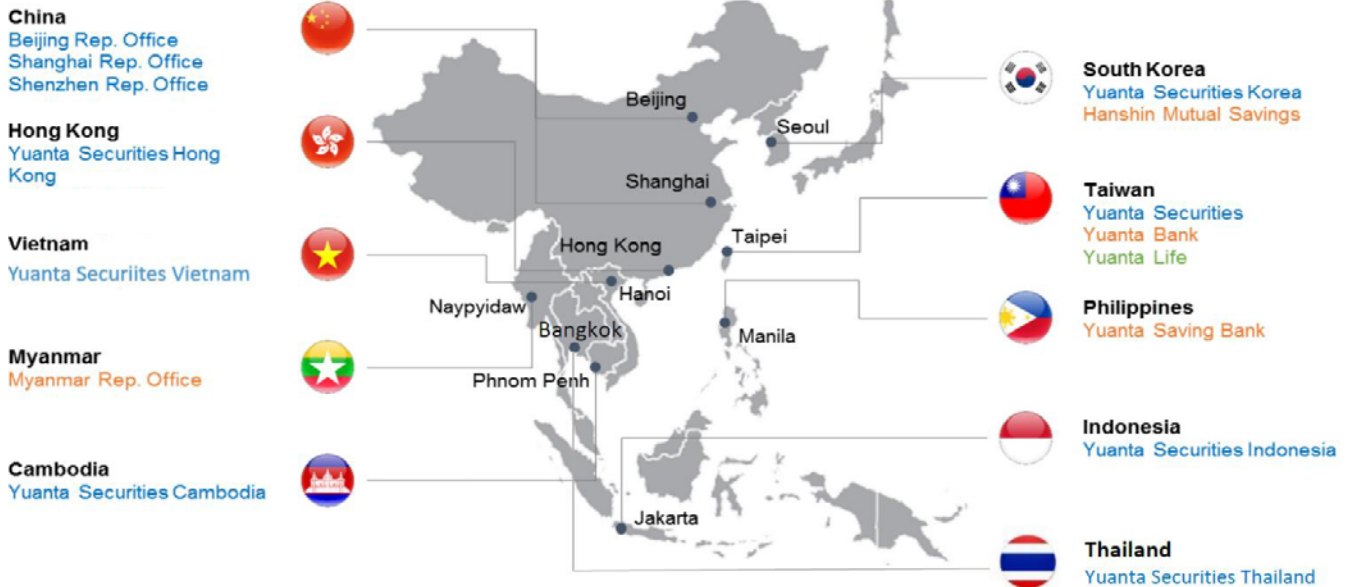 China
Beijing Rep. Office
Shanghai Rep. Office
Shenzhen Rep. Office
Hong Kong
Yuanta Securities Hong
Kong
Vietnam
Yuanta Securiites Vietnam
Myanmar
Myanmar Rep. Office
Cambodia
Yuanta Securities Cambodia
Beijing
Seoul
Shanghai
Taipei
Hong Kong
Hanoi
Naypyidaw
Bangkok
Manila
Phnom Penh
Jakarta
South Korea
Yuanta Securities Korea
Hanshin Mutual Savings
Taiwan
Yuanta Securities
Yuanta Bank
Yuanta Life
Philippines
Yuanta Saving Bank
Indonesia
Yuanta Securities Indonesia
Thailand
Yuanta Securities Thailand